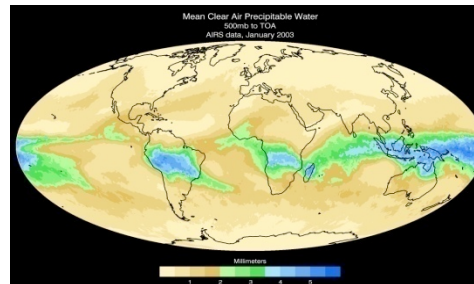 Mean Clear Air Precipitable Water
500mb to TOA
AIRS data, January 2003
Millimeters
1 2 3 4 5